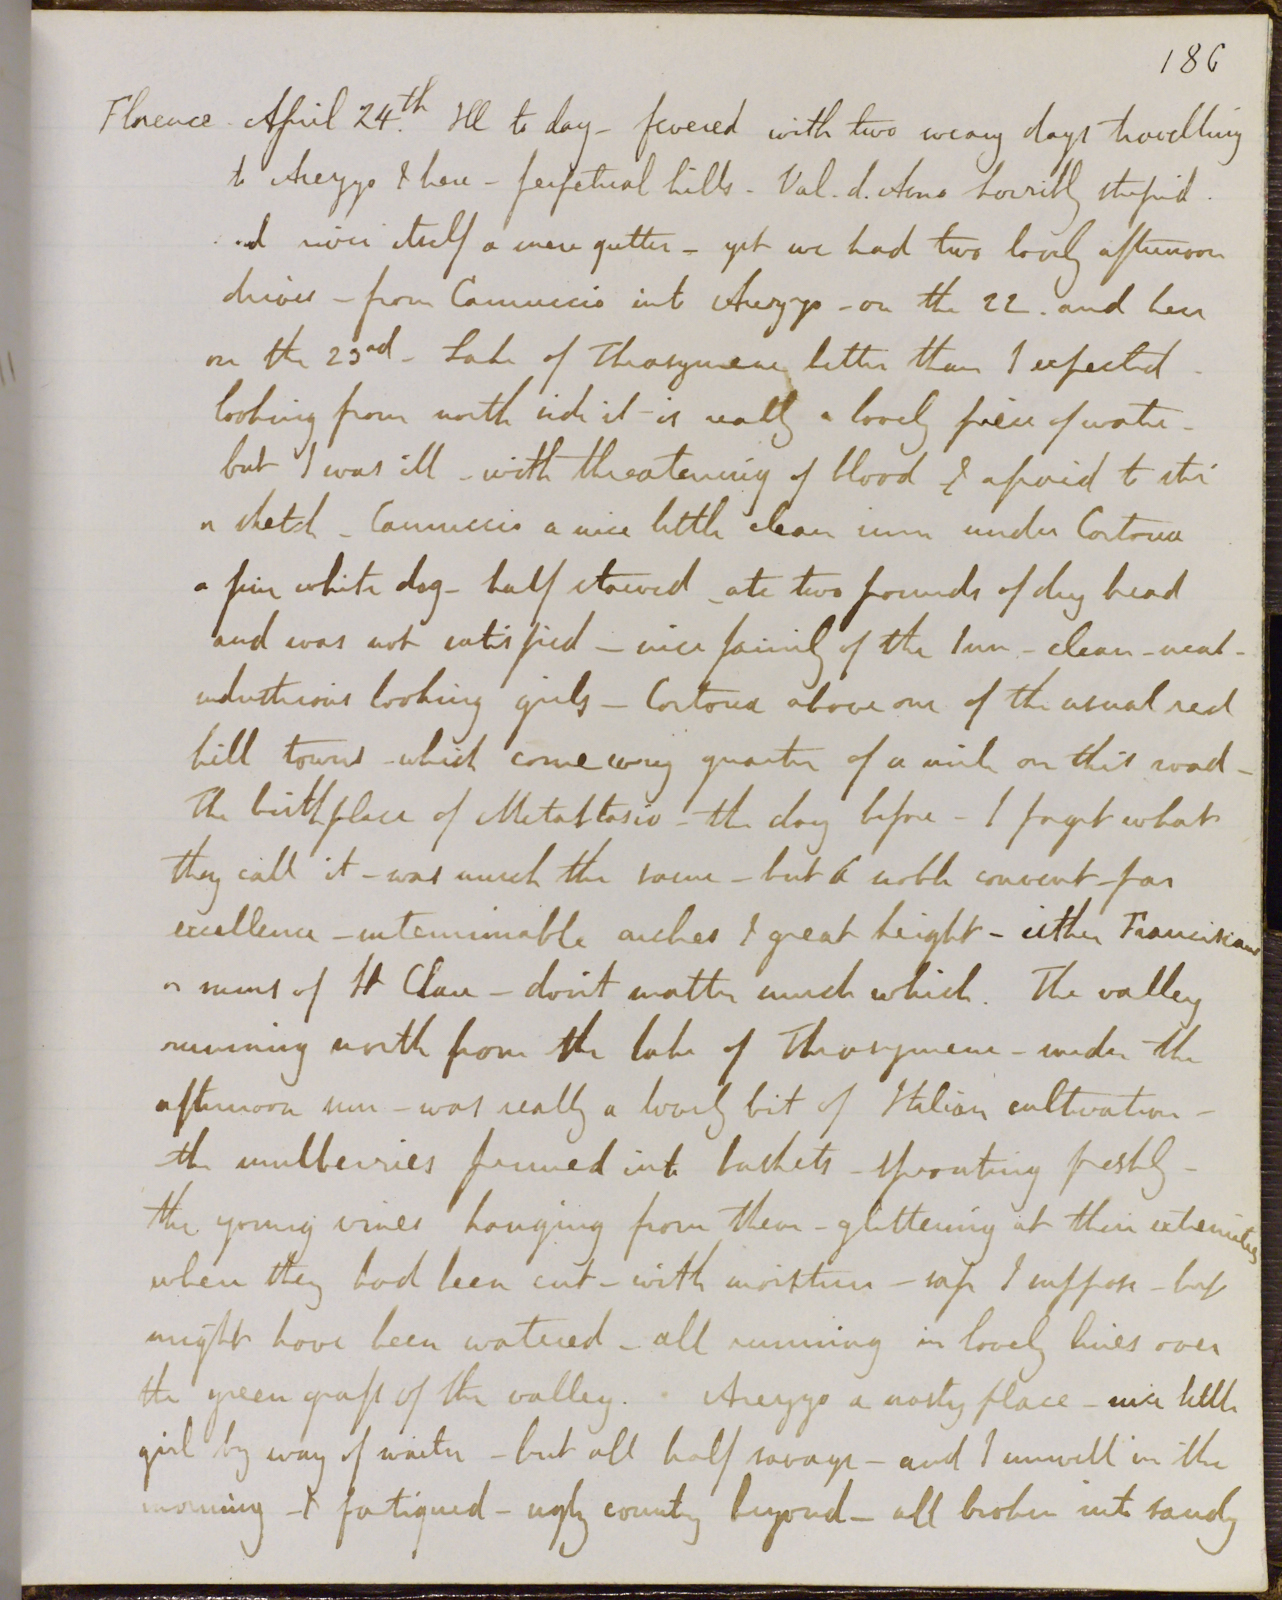 186
Florence. April 24.th Ill to day - fevered with two weary days travelling
to Arezzo & here - perpetual hills - Val. d. Arno horribly stupid.
and river itself a mere gutter - yet we had two lovely afternoon
drives - from Camuccio into Arezzo - on the 22. and here
on the 23rd - Lake of Thrasymene better than I expected -
looking from north side it is really a lovely piece of water -
but I was ill - with threatening of blood & afraid to stir
or sketch - Camuccio a nice little clean inn under Cortona
a fine white dog - half starved - ate two pounds of dry bread
and was not satisfied - nice family of the Inn - clean - neat -
industrious looking girls - Cortona above one of the usual red
hill towns - which come every quarter of a mile on this road -
The birthplace of Metastasio - the day before - I forget what
they call it - was much the same - but a noble convent - par
excellence - interminable arches & great height - either Franciscans
or nuns of St Clare - don't matter much which. The valley
running north from the lake of Thrasymene - under the
afternoon sun - was really a lovely bit of Italian cultivation -
the mulberries pruned into baskets - sprouting freshly -
the young vines hanging from them - glittering at their extremities
when they had been cut - with moisture - sap I suppose - but
might have been watered - all running in lovely lines over
the green grass of the valley. Arezzo a nasty place - nice little
girl by way of waiter - but all half savage - and I unwell in the
morning - & fatigued - ugly country beyond - all broken into sandy